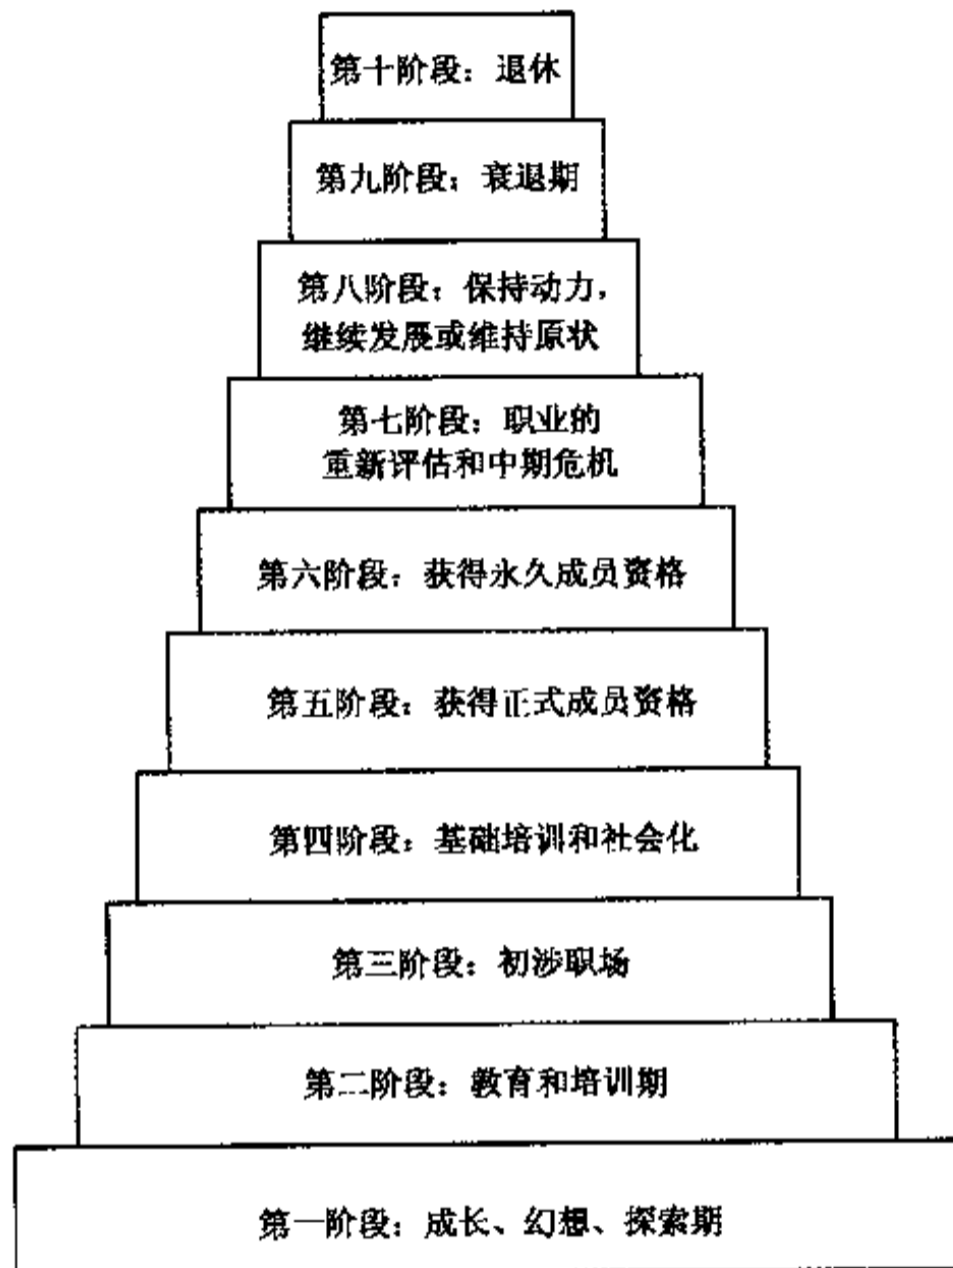 第十阶段：退休
第九阶段：衰退期
第八阶段：保持动力，
继续发展或维持原状
第七阶段：职业的
重新评估和中期危机
第六阶段：获得永久成员资格
第五阶段：获得正式成员资格
第四阶段：基础培训和社会化
第三阶段：初涉职场
第二阶段：教育和培训期
第一阶段：成长、幻想、探索期